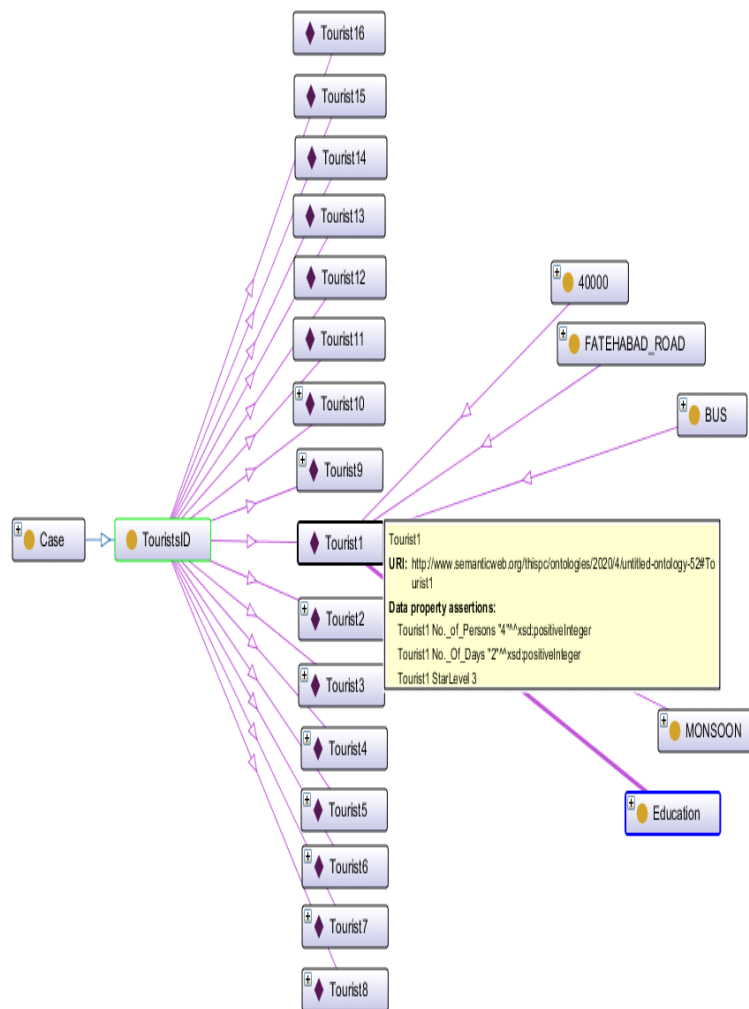 Tourist16
Tourist15
Tourist14
Tourist13
Tourist12
Tourist11
Tourist10
Tourist9
Case
TouristsID
Tourist1
Tourist2
Tourist3
Tourist4
Tourist5
Tourist6
Tourist7
Tourist8
40000
FATEHABAD_ROAD
BUS
Tourist1
URI: http://www.semanticweb.org/thispc/ontologies/2020/4/untitled-ontology-52#To
urist1
Data property assertions:
Tourist1 No._of_Persons "4"^^xsd:positiveInteger
Tourist1 No._Of_Days "2"^^xsd:positiveInteger
Tourist1 StarLevel 3
MONSOON
Education